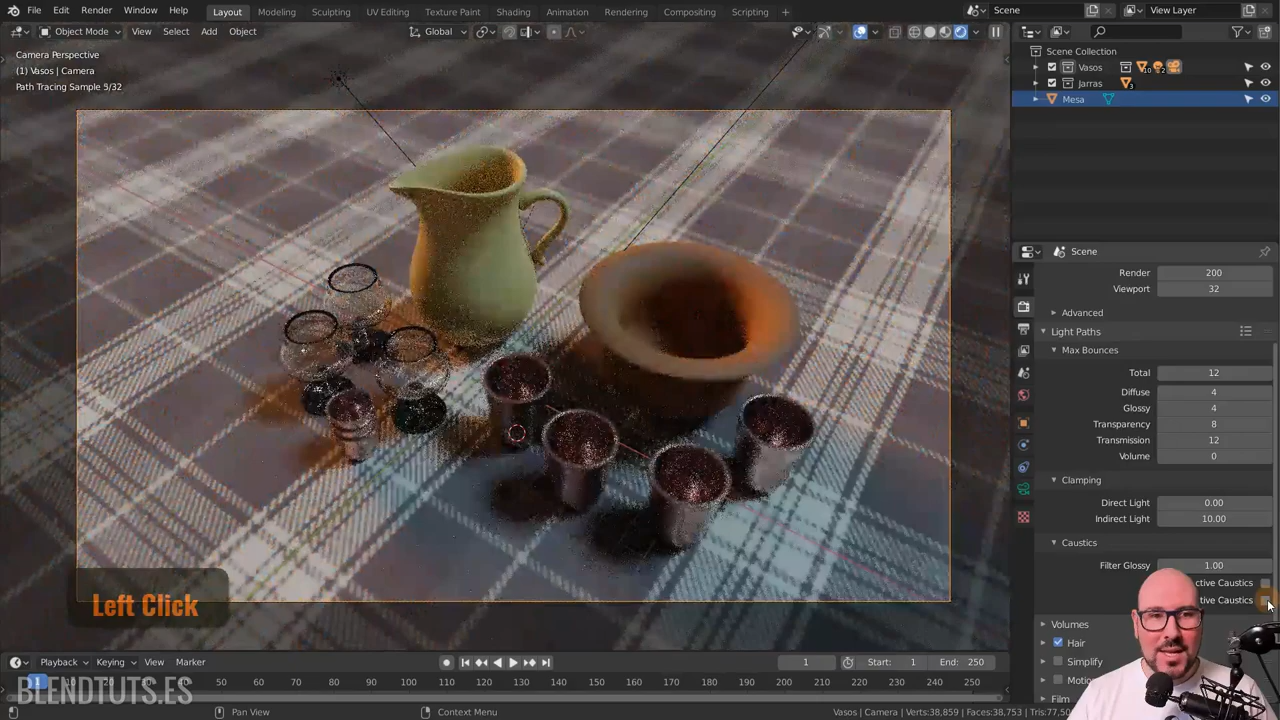 File Edit Render Window Help
Layout Modeling Sculpting UV Editing Texture Paint Shading Animation Rendering Compositing Scripting +
Scene
View Layer
Object Mode View Select Add Object
Global
Camera Perspective
(1) Vasos | Camera
Path Tracing Sample 5/32
Scene Collection
Vasos
Jarras 3
Mesa
Scene
Render 200
Viewport 32
Advanced
Light Paths
Max Bounces
Total 12
Diffuse 4
Glossy 4
Transparency 8
Transmission 12
Volume 0
Clamping
Direct Light 0.00
Indirect Light 10.00
Caustics
Filter Glossy 1.00
ctive Caustics
tive Caustics
Volumes
Hair
Simplify
Motio
Film
Left Click
Playback Keying View Marker
1 Start: 1 End: 250
1 20 30 40 50 60 70 80 90 100 110 120 130 140 150 160 170 180 190 200 210 220 230 240 250
BLENDTUTS.ES
Pan View
Context Menu
Vasos | Camera | Verts:38,859 | Faces:38,753 | Tris:77,50